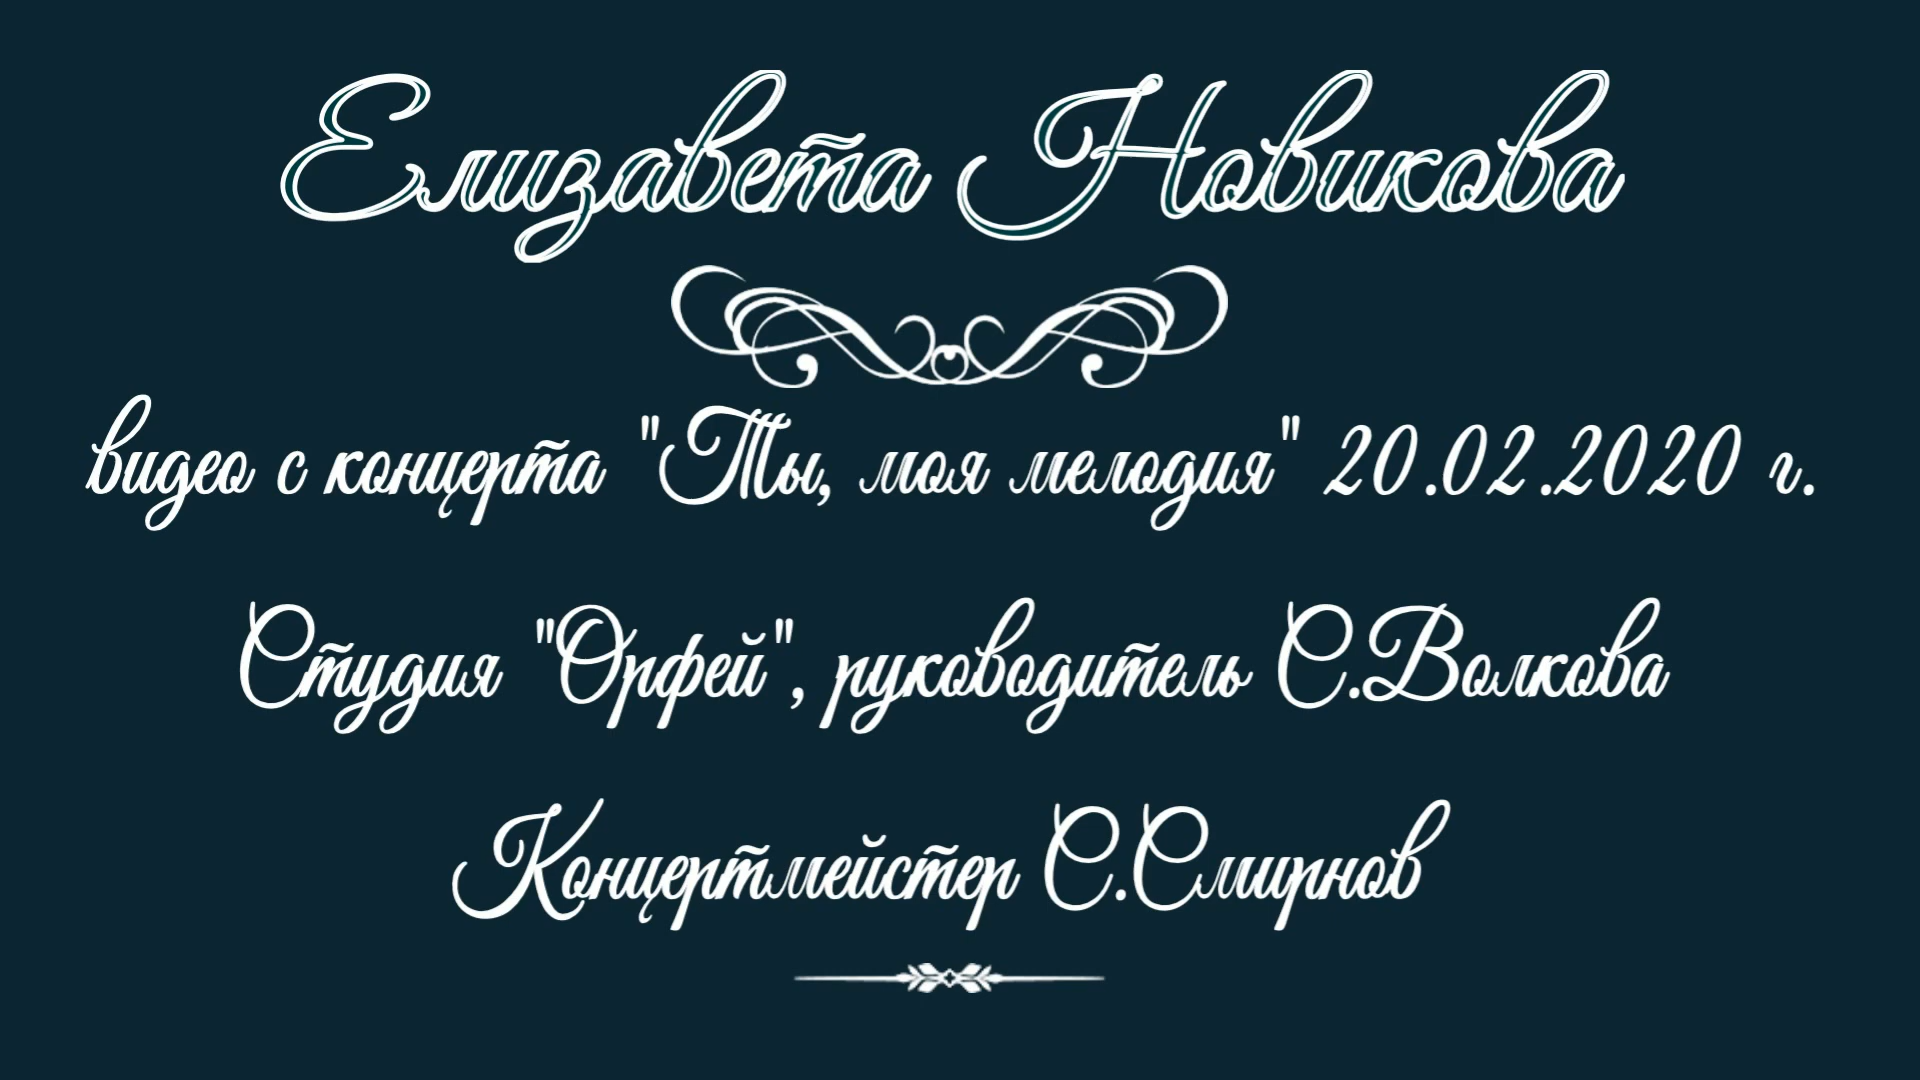 Елизавета Новикова
видео с концерта "Ты, моя мелодия" 20.02.2020 г.
Студия "Орфей", руководитель С.Волкова
Концертмейстер С.Смирнов